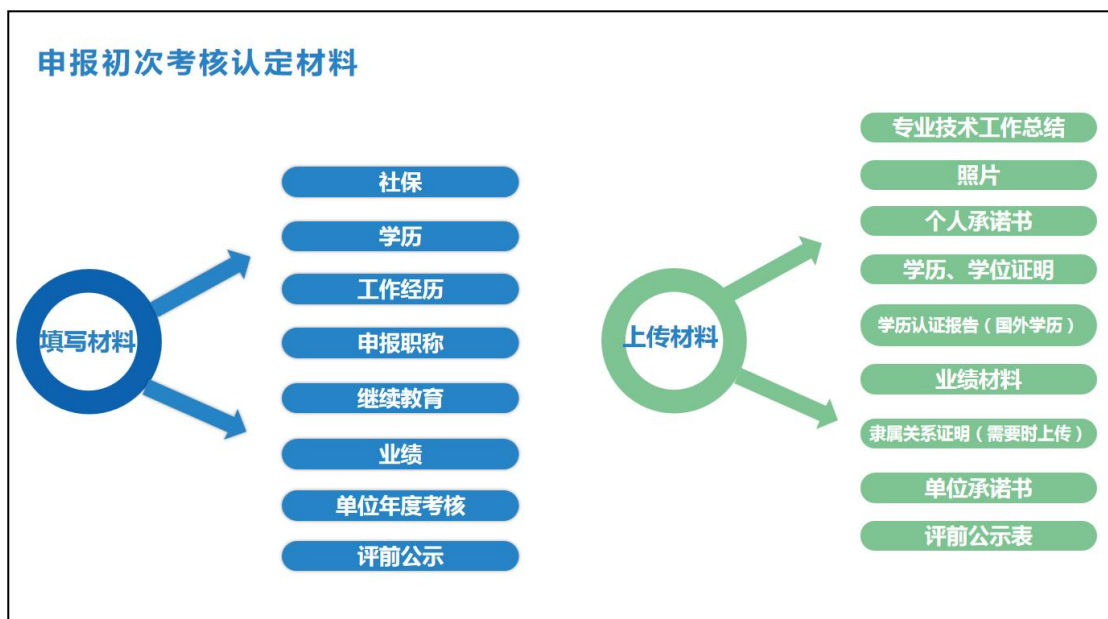 申报初次考核认定材料
填写材料
社保
学历
工作经历
申报职称
继续教育
业绩
单位年度考核
评前公示
上传材料
专业技术工作总结
照片
个人承诺书
学历、学位证明
学历认证报告（国外学历）
业绩材料
隶属关系证明（需要时上传）
单位承诺书
评前公示表